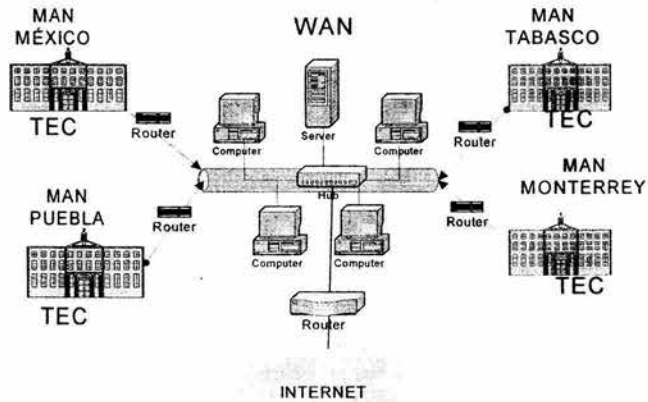 MAN
MÉXICO
WAN
MAN
TABASCO
TEC
Router
Computer
Server
Computer
Router
TEC
Hub
MAN
PUEBLA
Router
Computer
Computer
Router
MAN
MONTERREY
TEC
Router
TEC
INTERNET